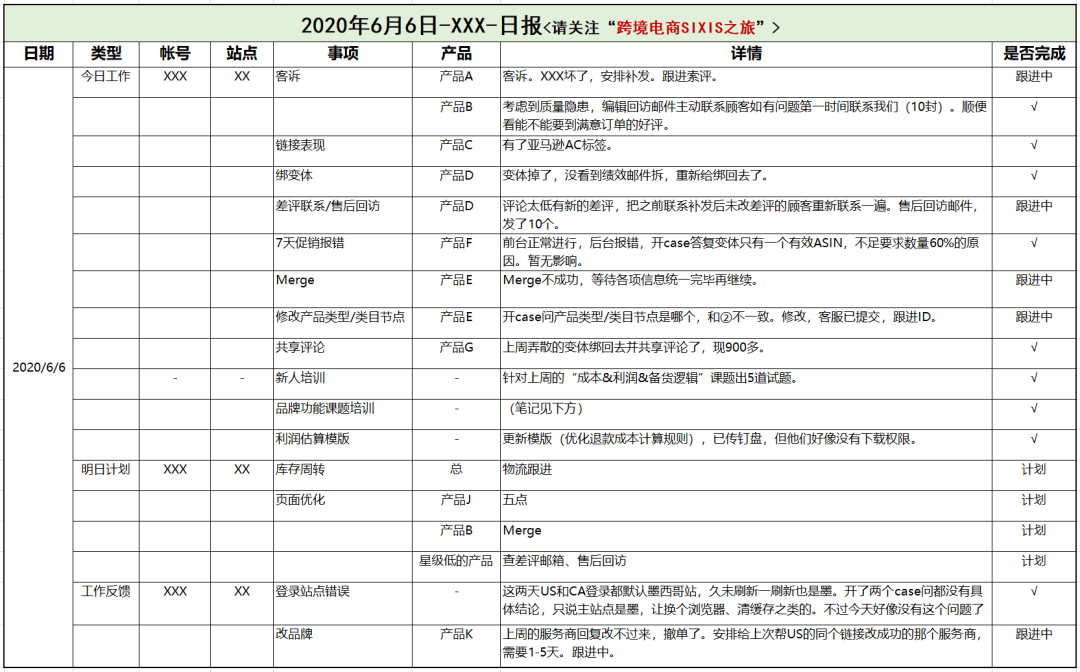 2020年6月6日-XXX-日报<请关注“跨境电商SIXIS之旅”>
日期 类型 帐号 站点 事项 产品 详情 是否完成
今日工作 XXX XX 客诉 产品A 客诉。XXX坏了，安排补发。跟进索评。 跟进中
产品B 考虑到质量隐患，编辑回访邮件主动联系顾客如有问题第一时间联系我们（10封）。顺便 √
看能不能要到满意订单的好评。
链接表现 产品C 有了亚马逊AC标签。 √
绑变体 产品D 变体掉了，没看到绩效邮件拆，重新给绑回去了。 √
差评联系/售后回访 产品D 评论太低有新的差评，把之前联系补发后未改差评的顾客重新联系一遍。售后回访邮件， 跟进中
发了10个。
7天促销报错 产品F 前台正常进行，后台报错，开case答复变体只有一个有效ASIN，不足要求数量60%的原 √
因。暂无影响。
Merge 产品E Merge不成功，等待各项信息统一完毕再继续。 跟进中
修改产品类型/类目节点 产品E 开case问产品类型/类目节点是哪个，和②不一致。修改，客服已提交，跟进ID。 跟进中
共享评论 产品G 上周弄散的变体绑回去并共享评论了，现900多。 √
2020/6/6
- - 新人培训 - 针对上周的“成本&利润&备货逻辑”课题出5道试题。 √
品牌功能课题培训 - （笔记见下方） √
利润估算模版 - 更新模版（优化退款成本计算规则），已传钉盘，但他们好像没有下载权限。 √
明日计划 XXX XX 库存周转 总 物流跟进 计划
页面优化 产品J 五点 计划
产品B Merge 计划
星级低的产品 查差评邮箱、售后回访 计划
工作反馈 XXX XX 登录站点错误 - 这两天US和CA登录都默认墨西哥站，久未刷新一刷新也是墨。开了两个case问都没有具 √
体结论，只说主站点是墨，让换个浏览器、清缓存之类的。不过今天好像没有这个问题了
改品牌 产品K 上周的服务商回复改不过来，撤单了。安排给上次帮US的同个链接改成功的那个服务商， 跟进中
需要1-5天。跟进中。